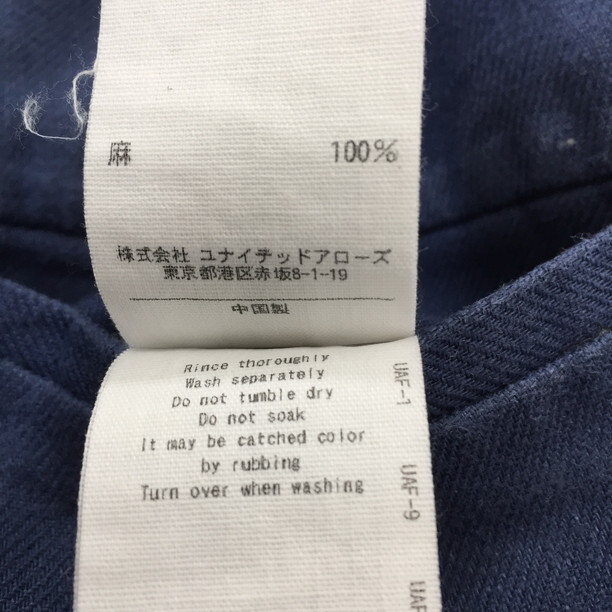 麻 100%
株式会社 ユナイテッドアローズ
東京都港区赤坂8-1-19
中国製
Rince thoroughly
Wash separately
Do not tumble dry
Do not soak
It may be catched color
by rubbing
Turn over when washing
UAF-1
UAF-9
UAF